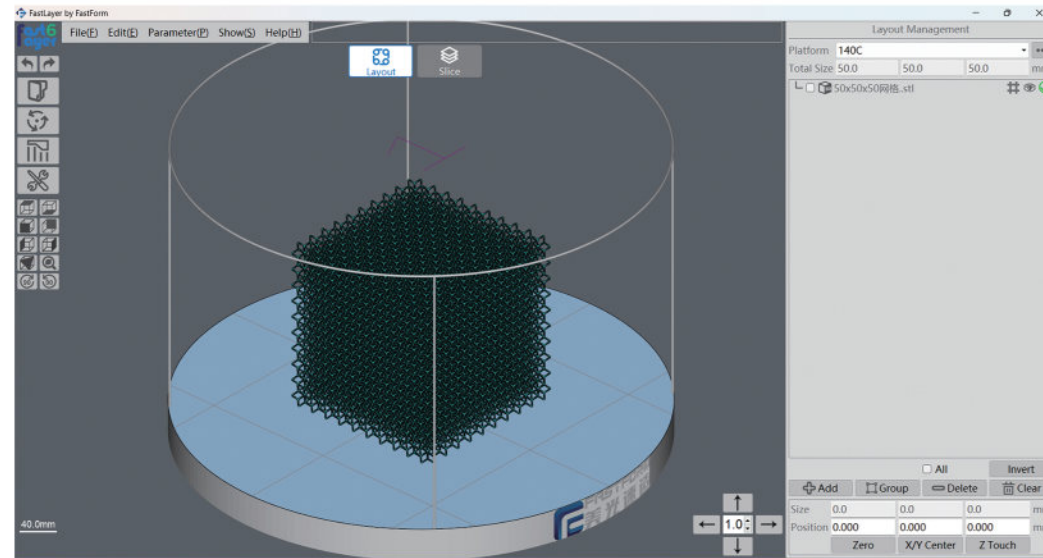 FastLayer by FastForm
fast6
layer
File(F) Edit(E) Parameter(P) Show(S) Help(H)
Layout
Slice
40.0mm
1.0
Layout Management
Platform 140C
Total Size 50.0 50.0 50.0 m
50x50x50网格..stl
All Invert
Add Group Delete Clear
Size 0.0 0.0 0.0 m
Position 0.000 0.000 0.000 m
Zero X/Y Center Z Touch